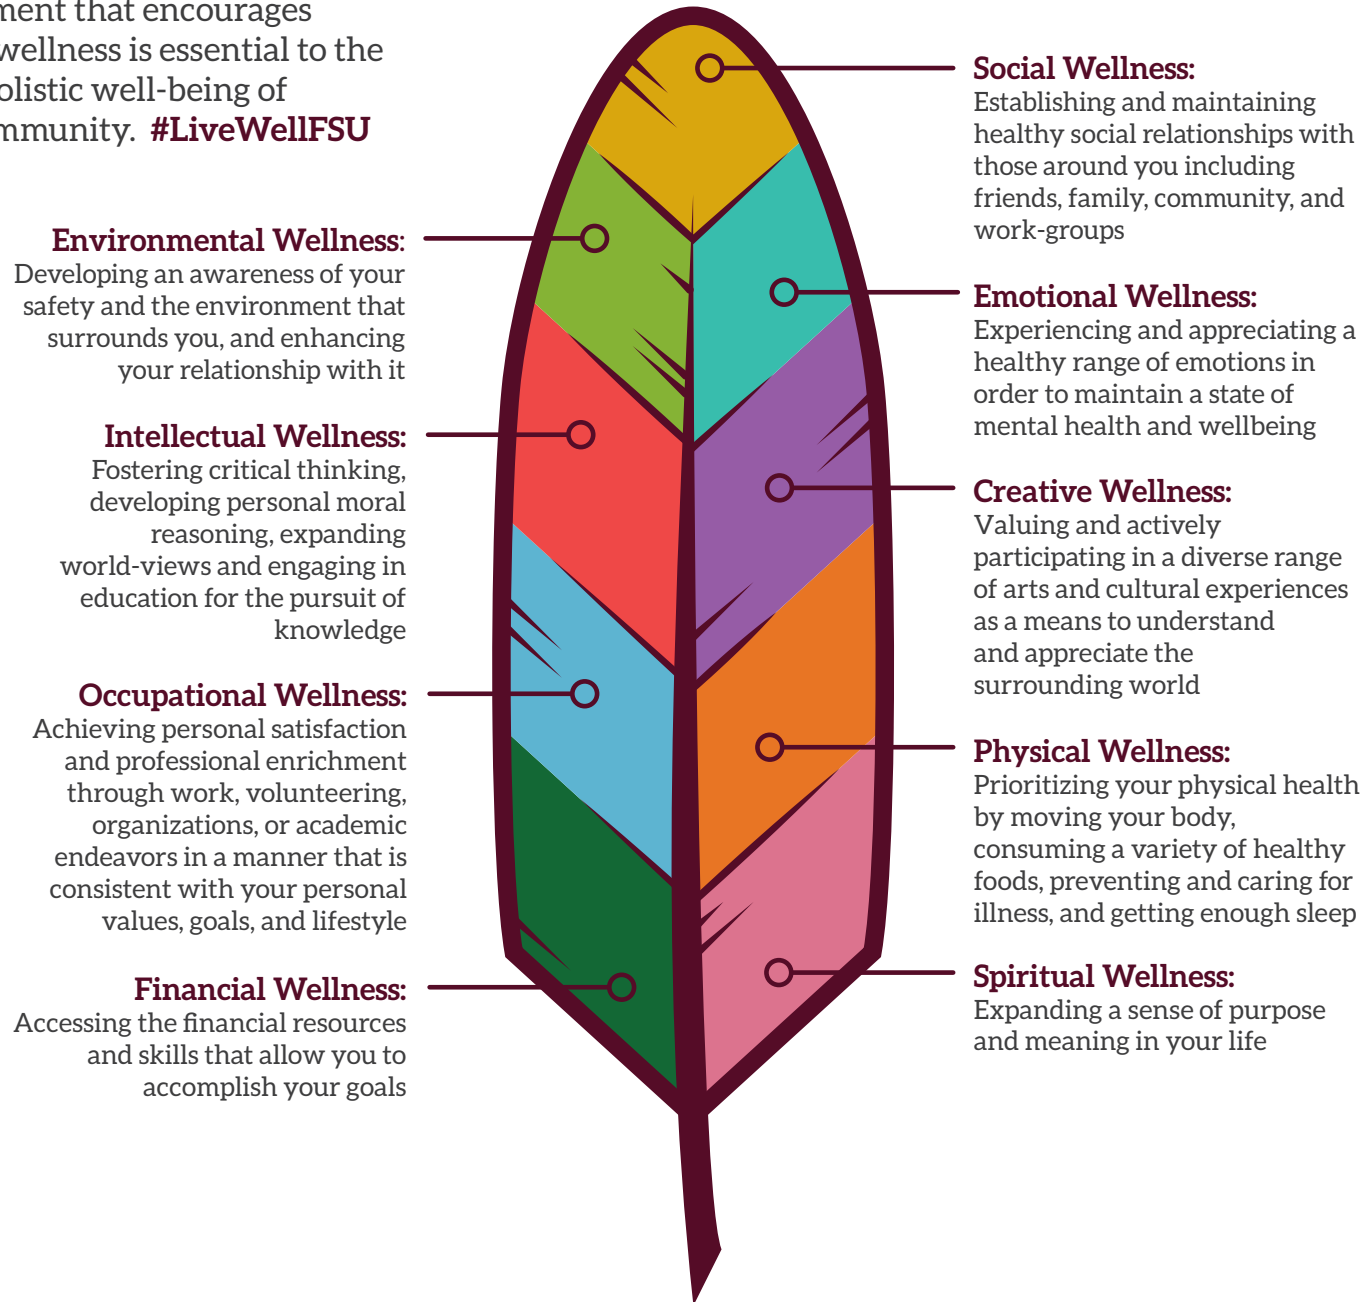 that encourages
wellness is essential to the
well-being of
#LiveWellFSU
Environmental Wellness:
Developing an awareness of your
safety and the environment that
surrounds you, and enhancing
your relationship with it
Intellectual Wellness:
Fostering critical thinking,
developing personal moral
reasoning, expanding
world-views and engaging in
education for the pursuit of
knowledge
Occupational Wellness:
Achieving personal satisfaction
and professional enrichment
through work, volunteering,
organizations, or academic
endeavors in a manner that is
consistent with your personal
values, goals, and lifestyle
Financial Wellness:
Accessing the financial resources
and skills that allow you to
accomplish your goals
Social Wellness:
Establishing and maintaining
healthy social relationships with
those around you including
friends, family, community, and
work-groups
Emotional Wellness:
Experiencing and appreciating a
healthy range of emotions in
order to maintain a state of
mental health and wellbeing
Creative Wellness:
Valuing and actively
participating in a diverse range
of arts and cultural experiences
as a means to understand
and appreciate the
surrounding world
Physical Wellness:
Prioritizing your physical health
by moving your body,
consuming a variety of healthy
foods, preventing and caring for
illness, and getting enough sleep
Spiritual Wellness:
Expanding a sense of purpose
and meaning in your life